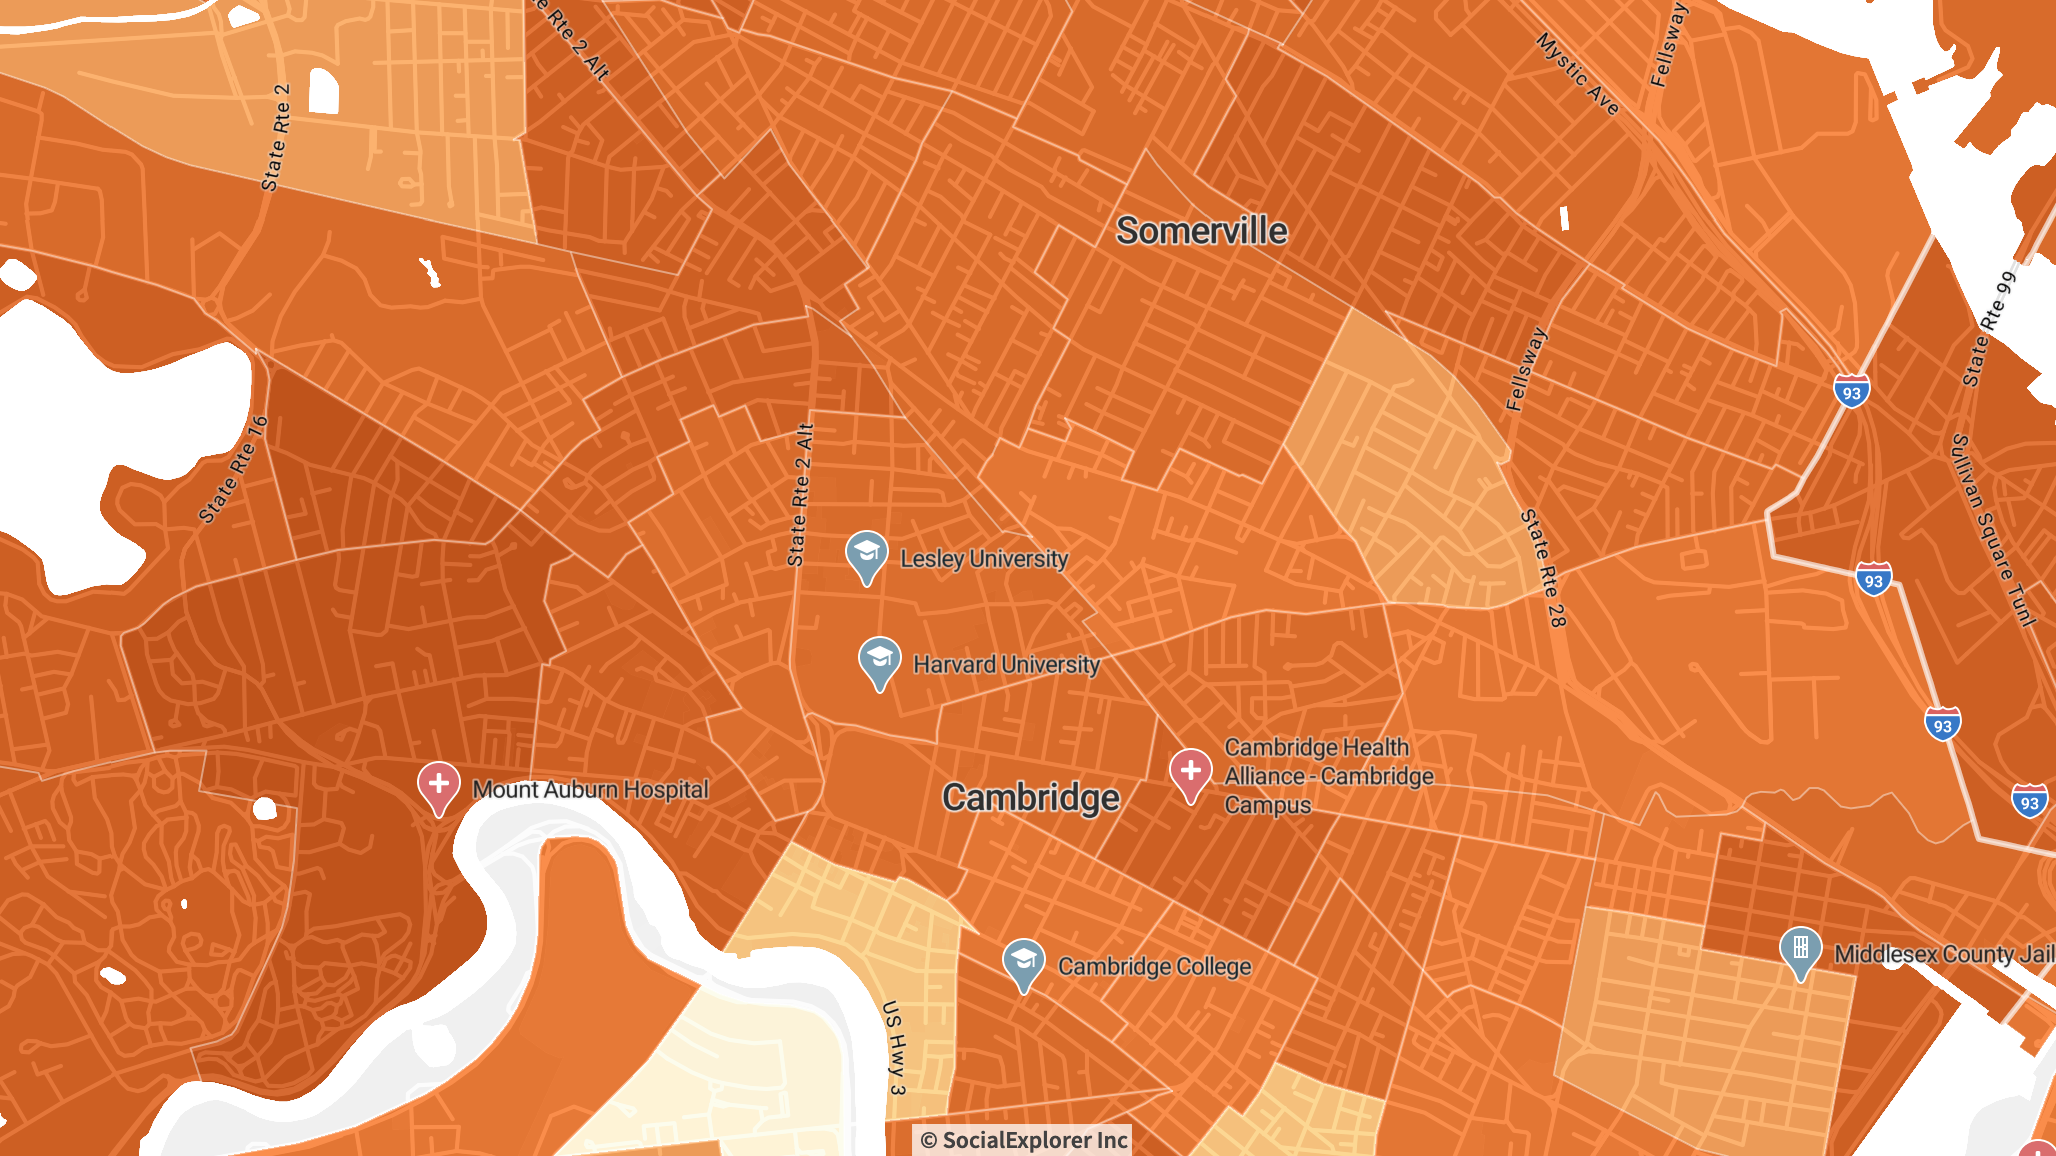 State Rte 2 Alt
Mystic Ave
Fellsway
State Rte 2
Somerville
State Rte 99
Fellsway
93
State Rte 16
State Rte 2 Alt
Sullivan Square Tunl
State Rte 28
Lesley University
93
Harvard University
93
Cambridge Health
Alliance - Cambridge
Campus
Mount Auburn Hospital
Cambridge
93
Middlesex County Jail
Cambridge College
US Hwy 3
© SocialExplorer Inc